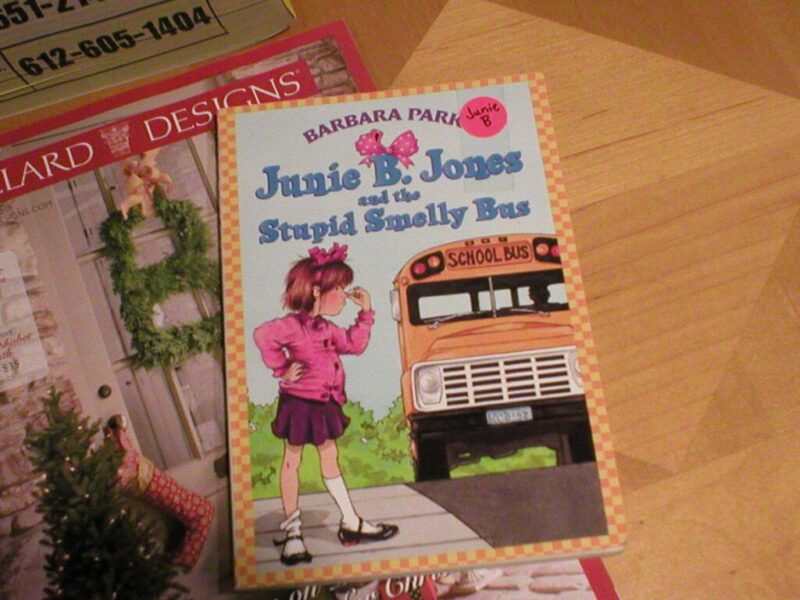 612-605-1404
LARD DESIGNS
BARBARA PARK
Junie
B
Junie B. Jones
and the
Stupid Smelly Bus
SCHOOL BUS